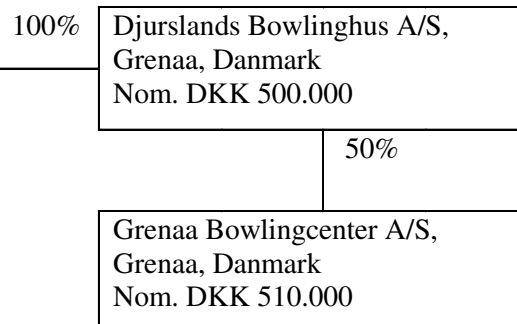 100%
Djurslands Bowlinghus A/S,
Grenaa, Danmark
Nom. DKK 500.000
50%
Grenaa Bowlingcenter A/S,
Grenaa, Danmark
Nom. DKK 510.000